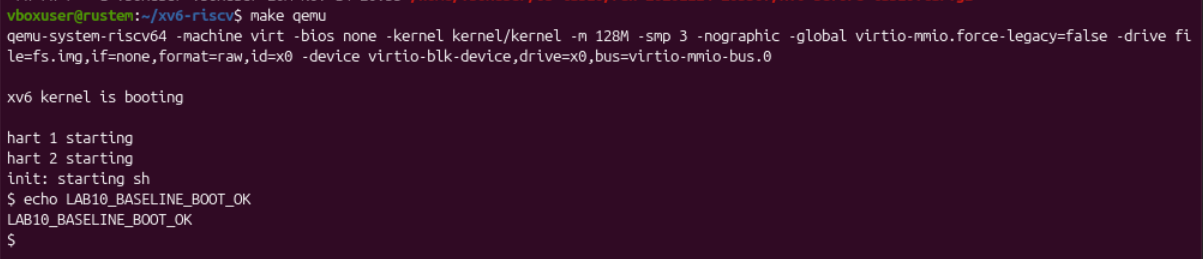 vboxuser@rustem:~/xv6-riscv$ make qemu
qemu-system-riscv64 -machine virt -bios none -kernel kernel/kernel -m 128M -smp 3 -nographic -global virtio-mmio.force-legacy=false -drive fi
le=fs.img,if=none,format=raw,id=x0 -device virtio-blk-device,drive=x0,bus=virtio-mmio-bus.0
xv6 kernel is booting
hart 1 starting
hart 2 starting
init: starting sh
$ echo LAB10_BASELINE_BOOT_OK
LAB10_BASELINE_BOOT_OK
$